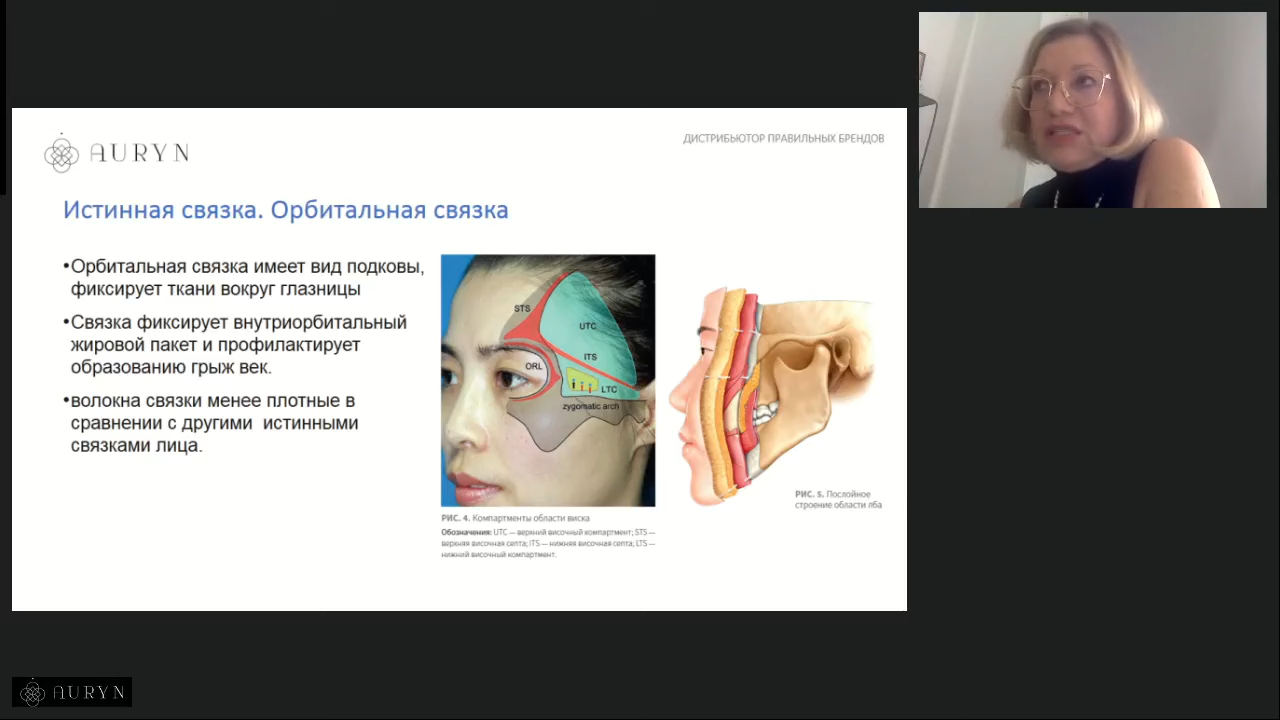 AURYN
ДИСТРИБЬЮТОР ПРАВИЛЬНЫХ БРЕНДОВ
Истинная связка. Орбитальная связка
•Орбитальная связка имеет вид подковы,
фиксирует ткани вокруг глазницы
•Связка фиксирует внутриорбитальный
жировой пакет и профилактирует
образованию грыж век.
•волокна связки менее плотные в
сравнении с другими истинными
связками лица.
STS
UTC
ITS
ORL
LTC
zygomatic arch
РИС. 4. Компартменты области виска
Обозначения: UTC — верхний височный компартмент; STS —
верхняя височная септа; ITS — нижняя височная септа; LTS —
нижний височный компартмент.
РИС. 5. Послойное
строение области лба
AURYN